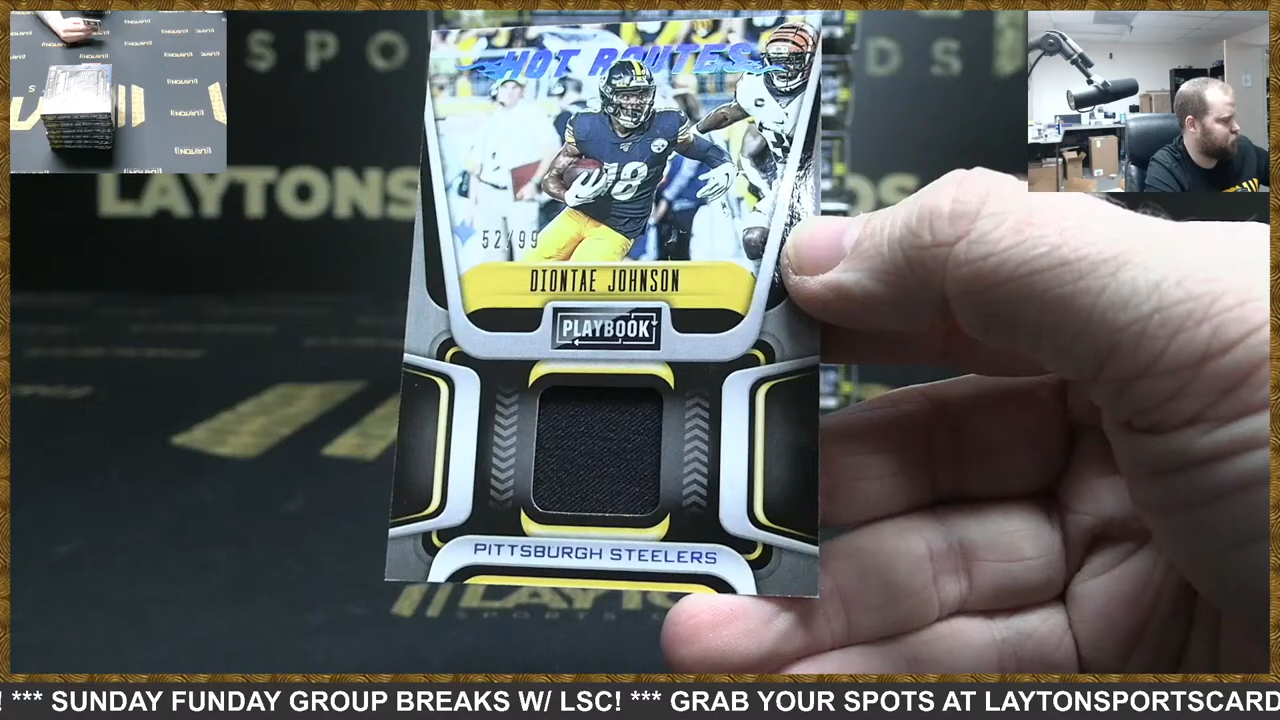 HOT ROUTES
18
52/99
DIONTAE JOHNSON
PLAYBOOK
PITTSBURGH STEELERS
LAYTONS
! *** SUNDAY FUNDAY GROUP BREAKS W/ LSC! *** GRAB YOUR SPOTS AT LAYTONSPORTSCARD